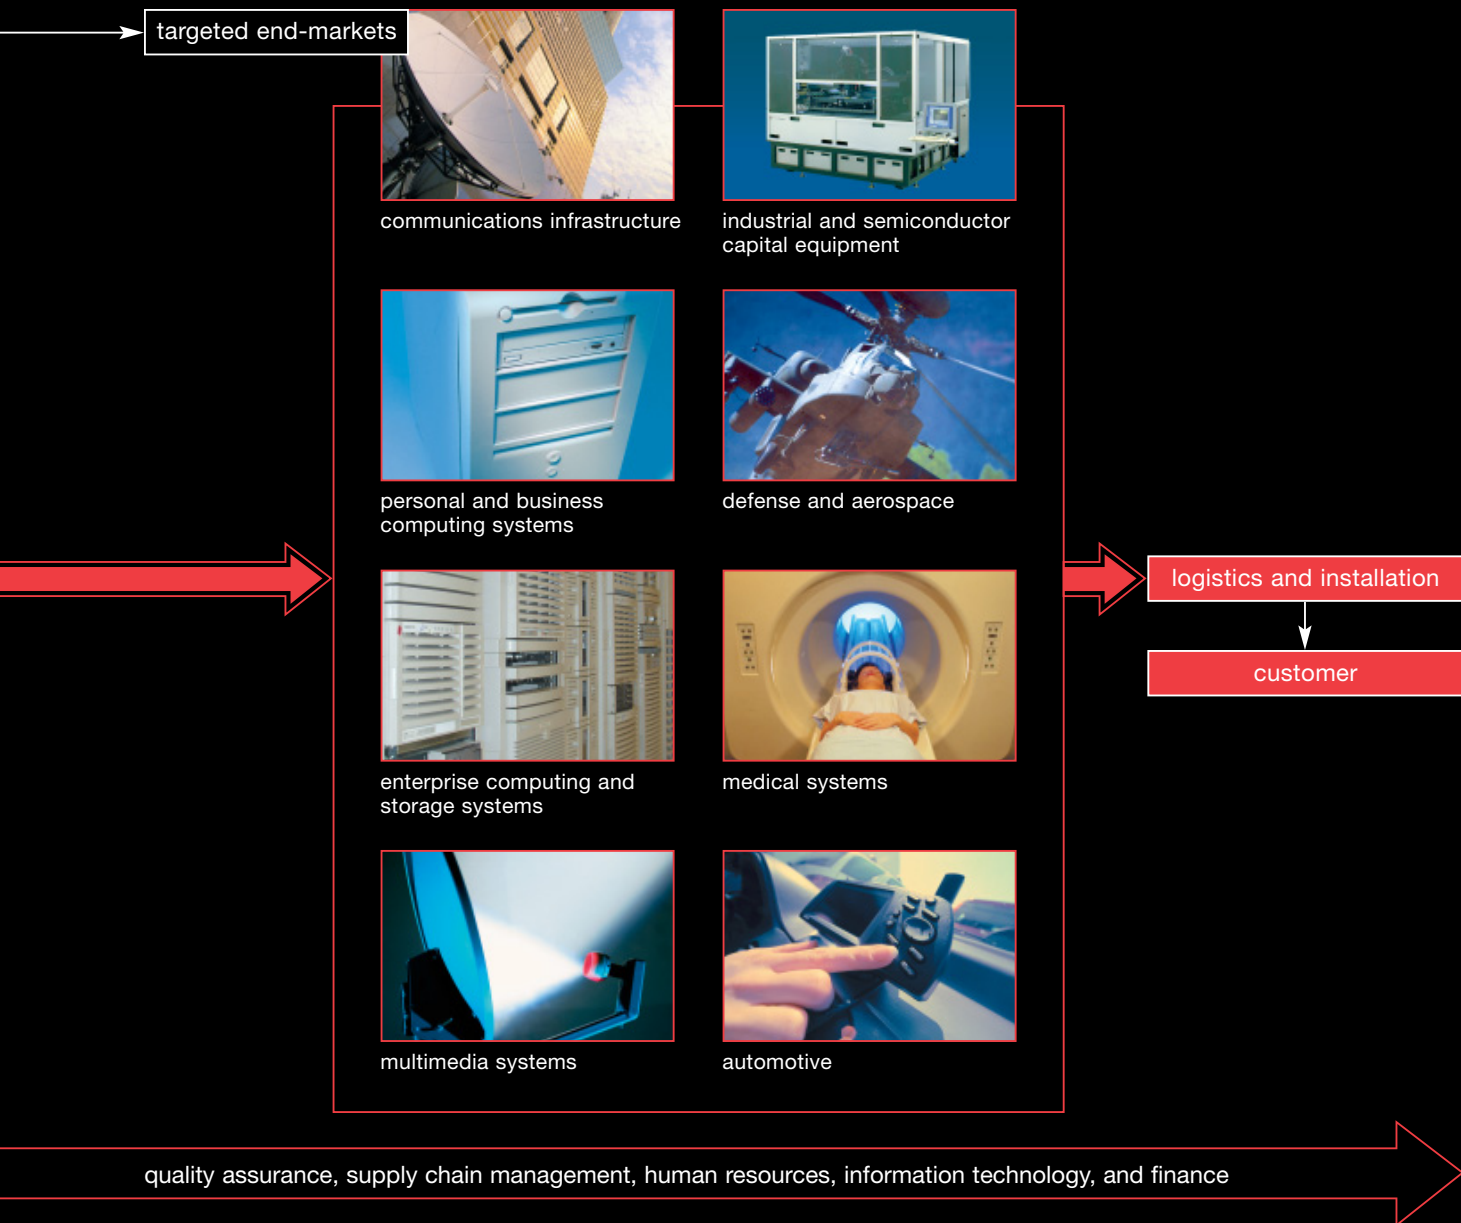 targeted end-markets
communications infrastructure
industrial and semiconductor
capital equipment
personal and business
computing systems
defense and aerospace
enterprise computing and
storage systems
medical systems
multimedia systems
automotive
logistics and installation
customer
quality assurance, supply chain management, human resources, information technology, and finance